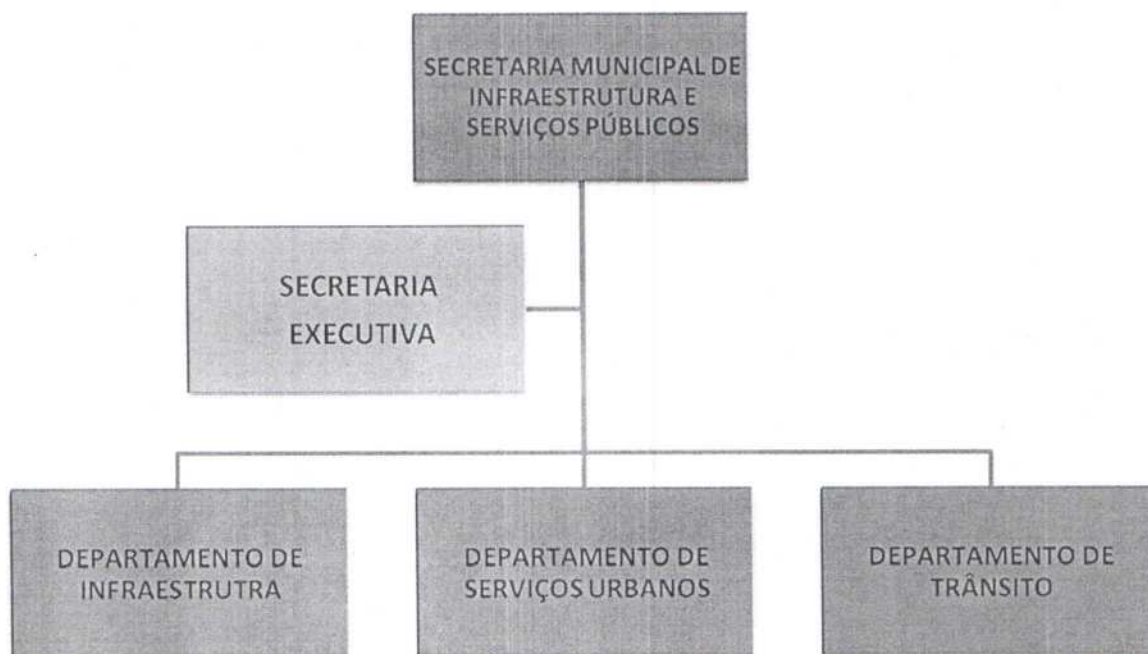 SECRETARIA MUNICIPAL DE
INFRAESTRUTURA E
SERVIÇOS PÚBLICOS
SECRETARIA
EXECUTIVA
DEPARTAMENTO DE
INFRAESTRUTRA
DEPARTAMENTO DE
SERVIÇOS URBANOS
DEPARTAMENTO DE
TRÂNSITO